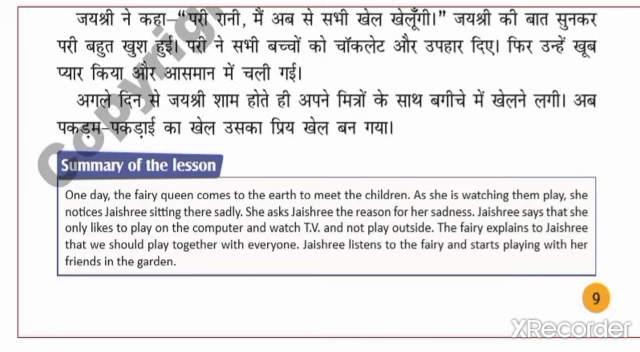 जयश्री ने कहा– “परी रानी, मैं अब से सभी खेल खेलूँगी।” जयश्री की बात सुनकर
परी बहुत खुश हुई। परी ने सभी बच्चों को चॉकलेट और उपहार दिए। फिर उन्हें खूब
प्यार किया और आसमान में चली गई।
अगले दिन से जयश्री शाम होते ही अपने मित्रों के साथ बगीचे में खेलने लगी। अब
पकड़म-पकड़ाई का खेल उसका प्रिय खेल बन गया।
Copyright
Summary of the lesson
One day, the fairy queen comes to the earth to meet the children. As she is watching them play, she
notices Jaishree sitting there sadly. She asks Jaishree the reason for her sadness. Jaishree says that she
only likes to play on the computer and watch T.V. and not play outside. The fairy explains to Jaishree
that we should play together with everyone. Jaishree listens to the fairy and starts playing with her
friends in the garden.
9
XRecorder